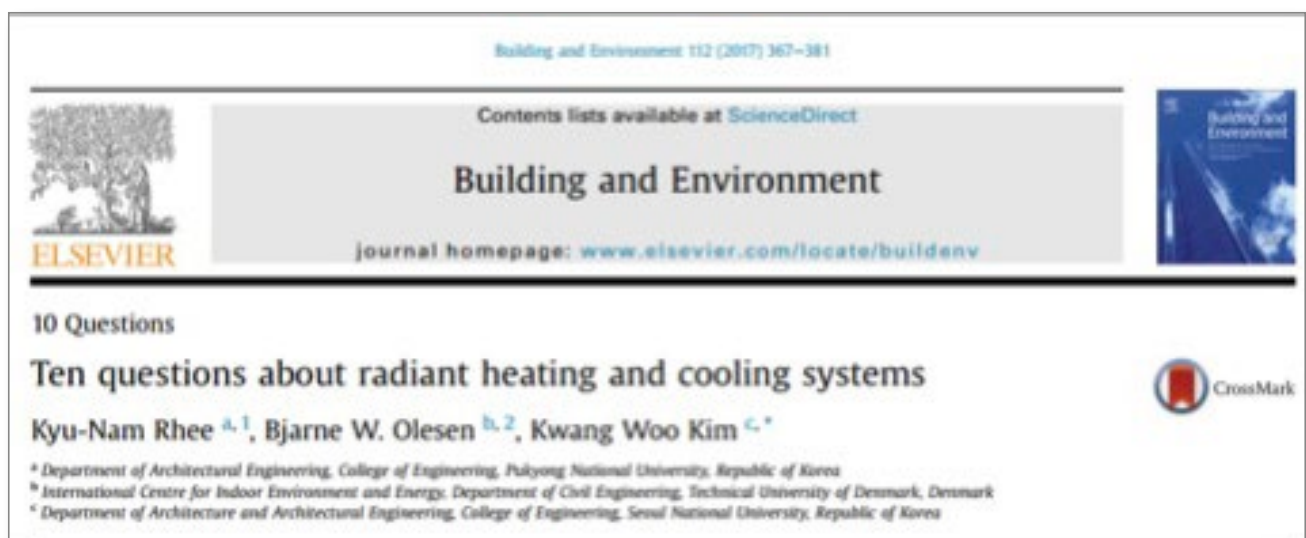 Building and Environment 112 (2017) 367–381
Contents lists available at ScienceDirect
Building and Environment
journal homepage: www.elsevier.com/locate/buildenv
ELSEVIER
Building and
Environment
10 Questions
Ten questions about radiant heating and cooling systems
CrossMark
Kyu-Nam Rhee a, 1, Bjarne W. Olesen b, 2, Kwang Woo Kim c, *
a Department of Architectural Engineering, College of Engineering, Pukyong National University, Republic of Korea
b International Centre for Indoor Environment and Energy, Department of Civil Engineering, Technical University of Denmark, Denmark
c Department of Architecture and Architectural Engineering, College of Engineering, Seoul National University, Republic of Korea